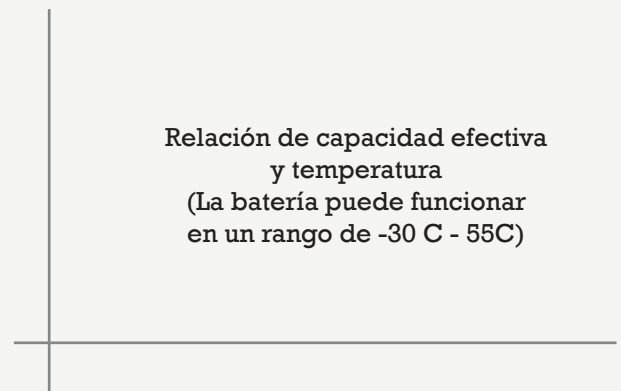 Relación de capacidad efectiva
y temperatura
(La batería puede funcionar
en un rango de -30 C - 55C)